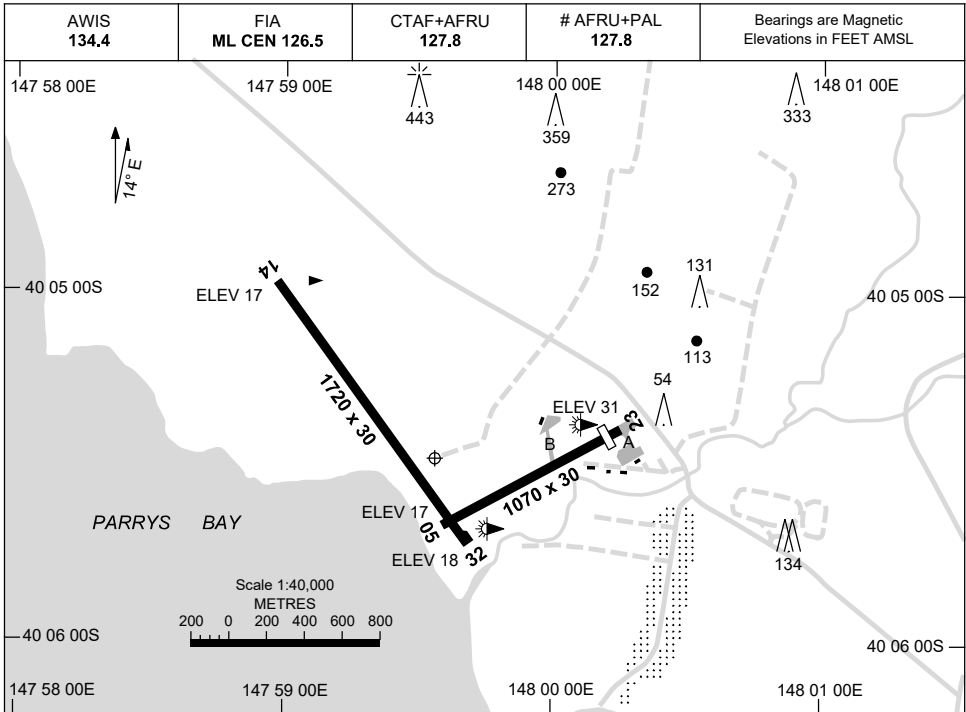 AWIS
134.4
FIA
ML CEN 126.5
CTAF+AFRU
127.8
# AFRU+PAL
127.8
Bearings are Magnetic
Elevations in FEET AMSL
147 58 00E
147 59 00E
148 00 00E
148 01 00E
443
359
333
14° E
273
14
ELEV 17
40 05 00S
152
131
40 05 00S
113
1720 x 30
54
ELEV 31
23
B
A
1070 x 30
PARRYS BAY
ELEV 17
05
ELEV 18
32
134
Scale 1:40,000
METRES
200 0 200 400 600 800
40 06 00S
40 06 00S
147 58 00E
147 59 00E
148 00 00E
148 01 00E